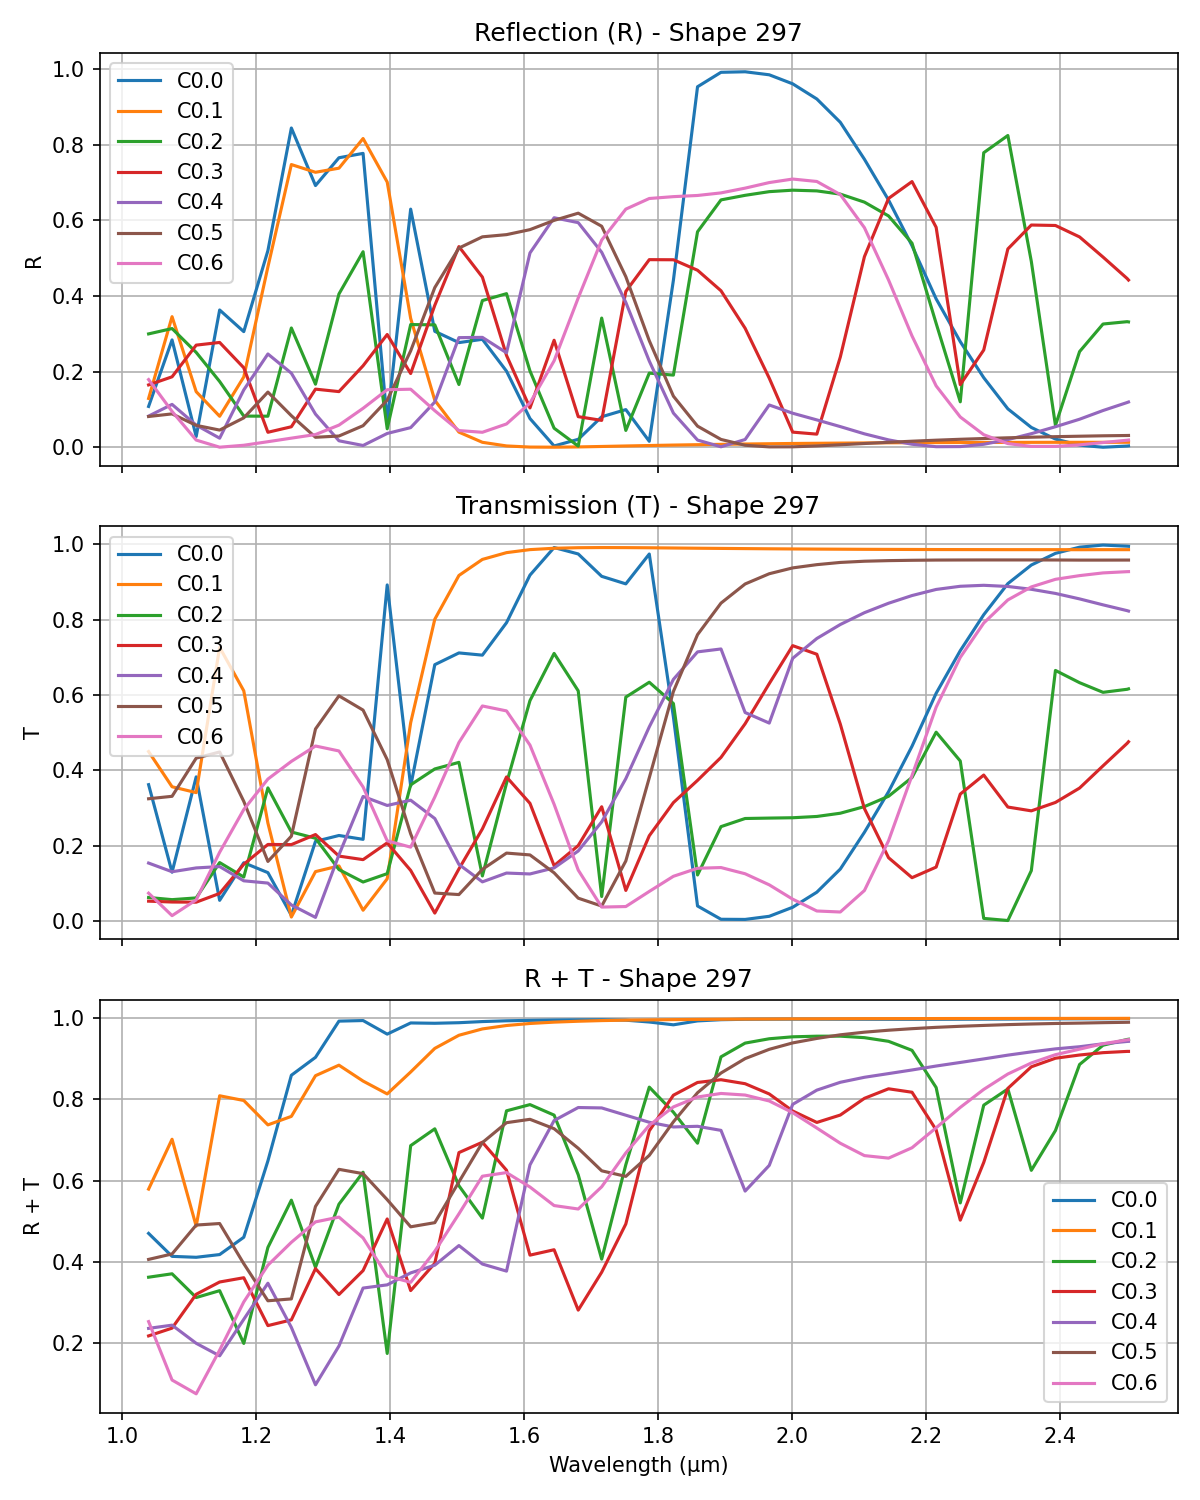 Reflection (R) - Shape 297
1.0
0.8
0.6
0.4
0.2
0.0
R
C0.0
C0.1
C0.2
C0.3
C0.4
C0.5
C0.6
Transmission (T) - Shape 297
1.0
0.8
0.6
0.4
0.2
0.0
T
C0.0
C0.1
C0.2
C0.3
C0.4
C0.5
C0.6
R + T - Shape 297
1.0
0.8
0.6
0.4
0.2
R + T
C0.0
C0.1
C0.2
C0.3
C0.4
C0.5
C0.6
1.0 1.2 1.4 1.6 1.8 2.0 2.2 2.4
Wavelength (μm)